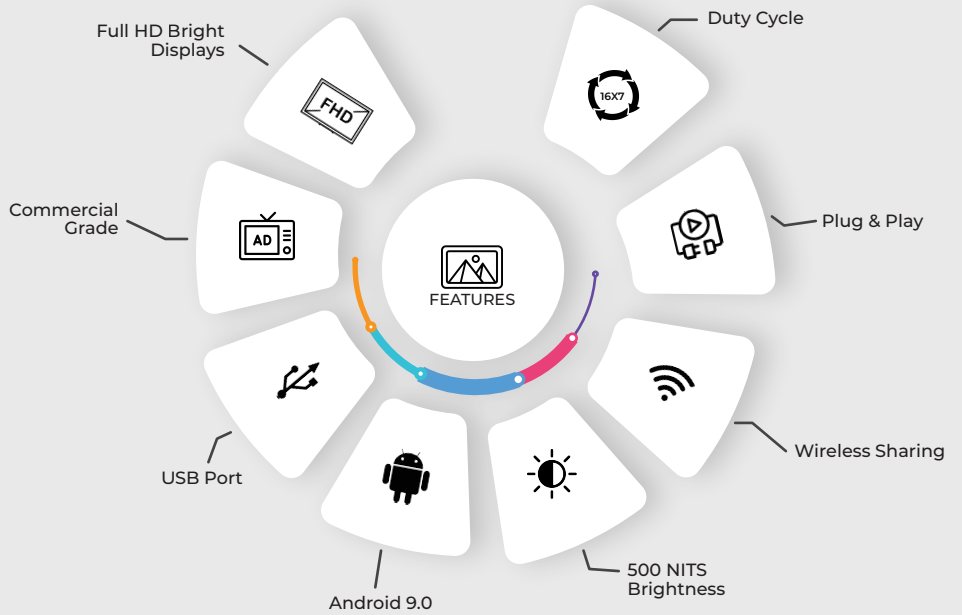 Full HD Bright
Displays
FHD
Duty Cycle
16X7
Commercial
Grade
AD
Plug & Play
FEATURES
USB Port
Wireless Sharing
Android 9.0
500 NITS
Brightness